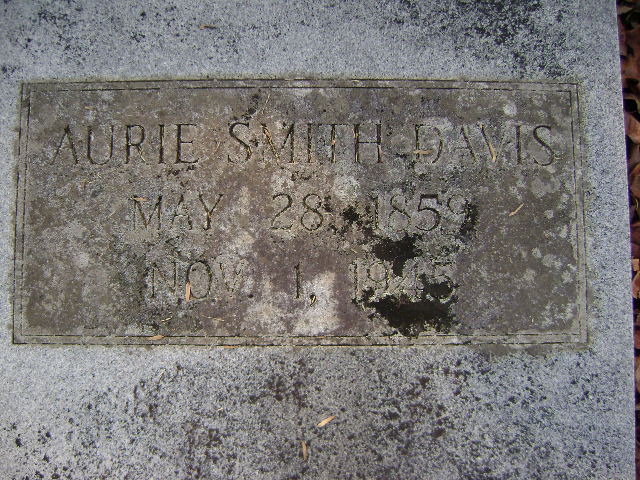 AURIE SMITH DAVIS
MAY 28, 1859
NOV. 1, 1945